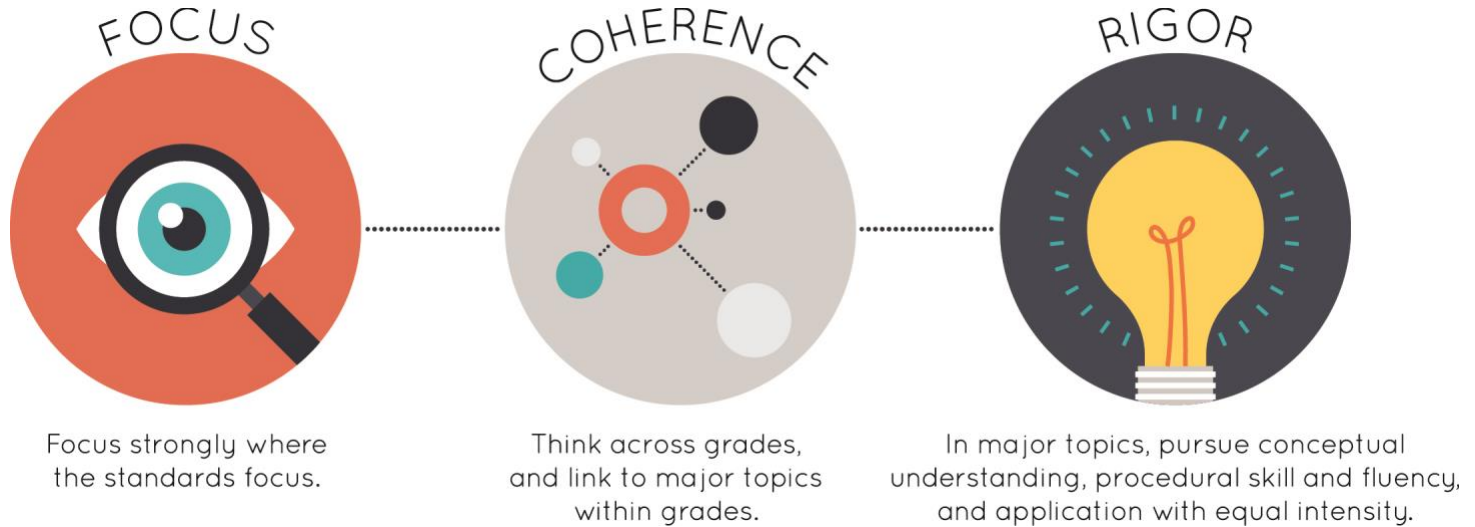 FOCUS
Focus strongly where
the standards focus.
COHERENCE
Think across grades,
and link to major topics
within grades.
RIGOR
In major topics, pursue conceptual
understanding, procedural skill and fluency,
and application with equal intensity.